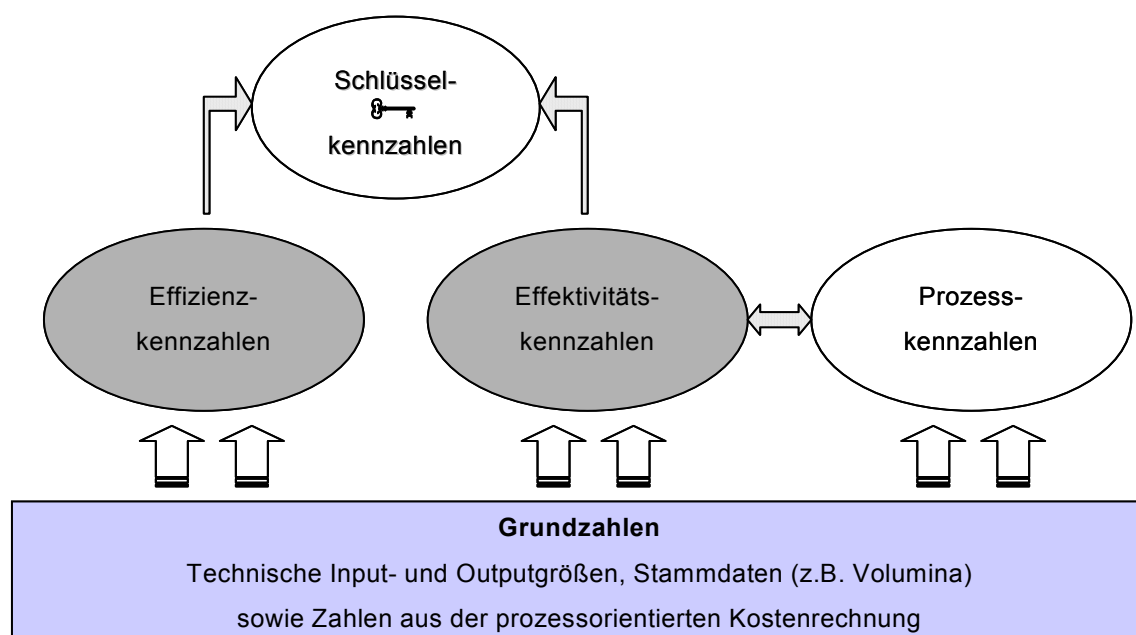 Schlüssel-
kennzahlen
Effizienz-
kennzahlen
Effektivitäts-
kennzahlen
Prozess-
kennzahlen
Grundzahlen
Technische Input- und Outputgrößen, Stammdaten (z.B. Volumina)
sowie Zahlen aus der prozessorientierten Kostenrechnung